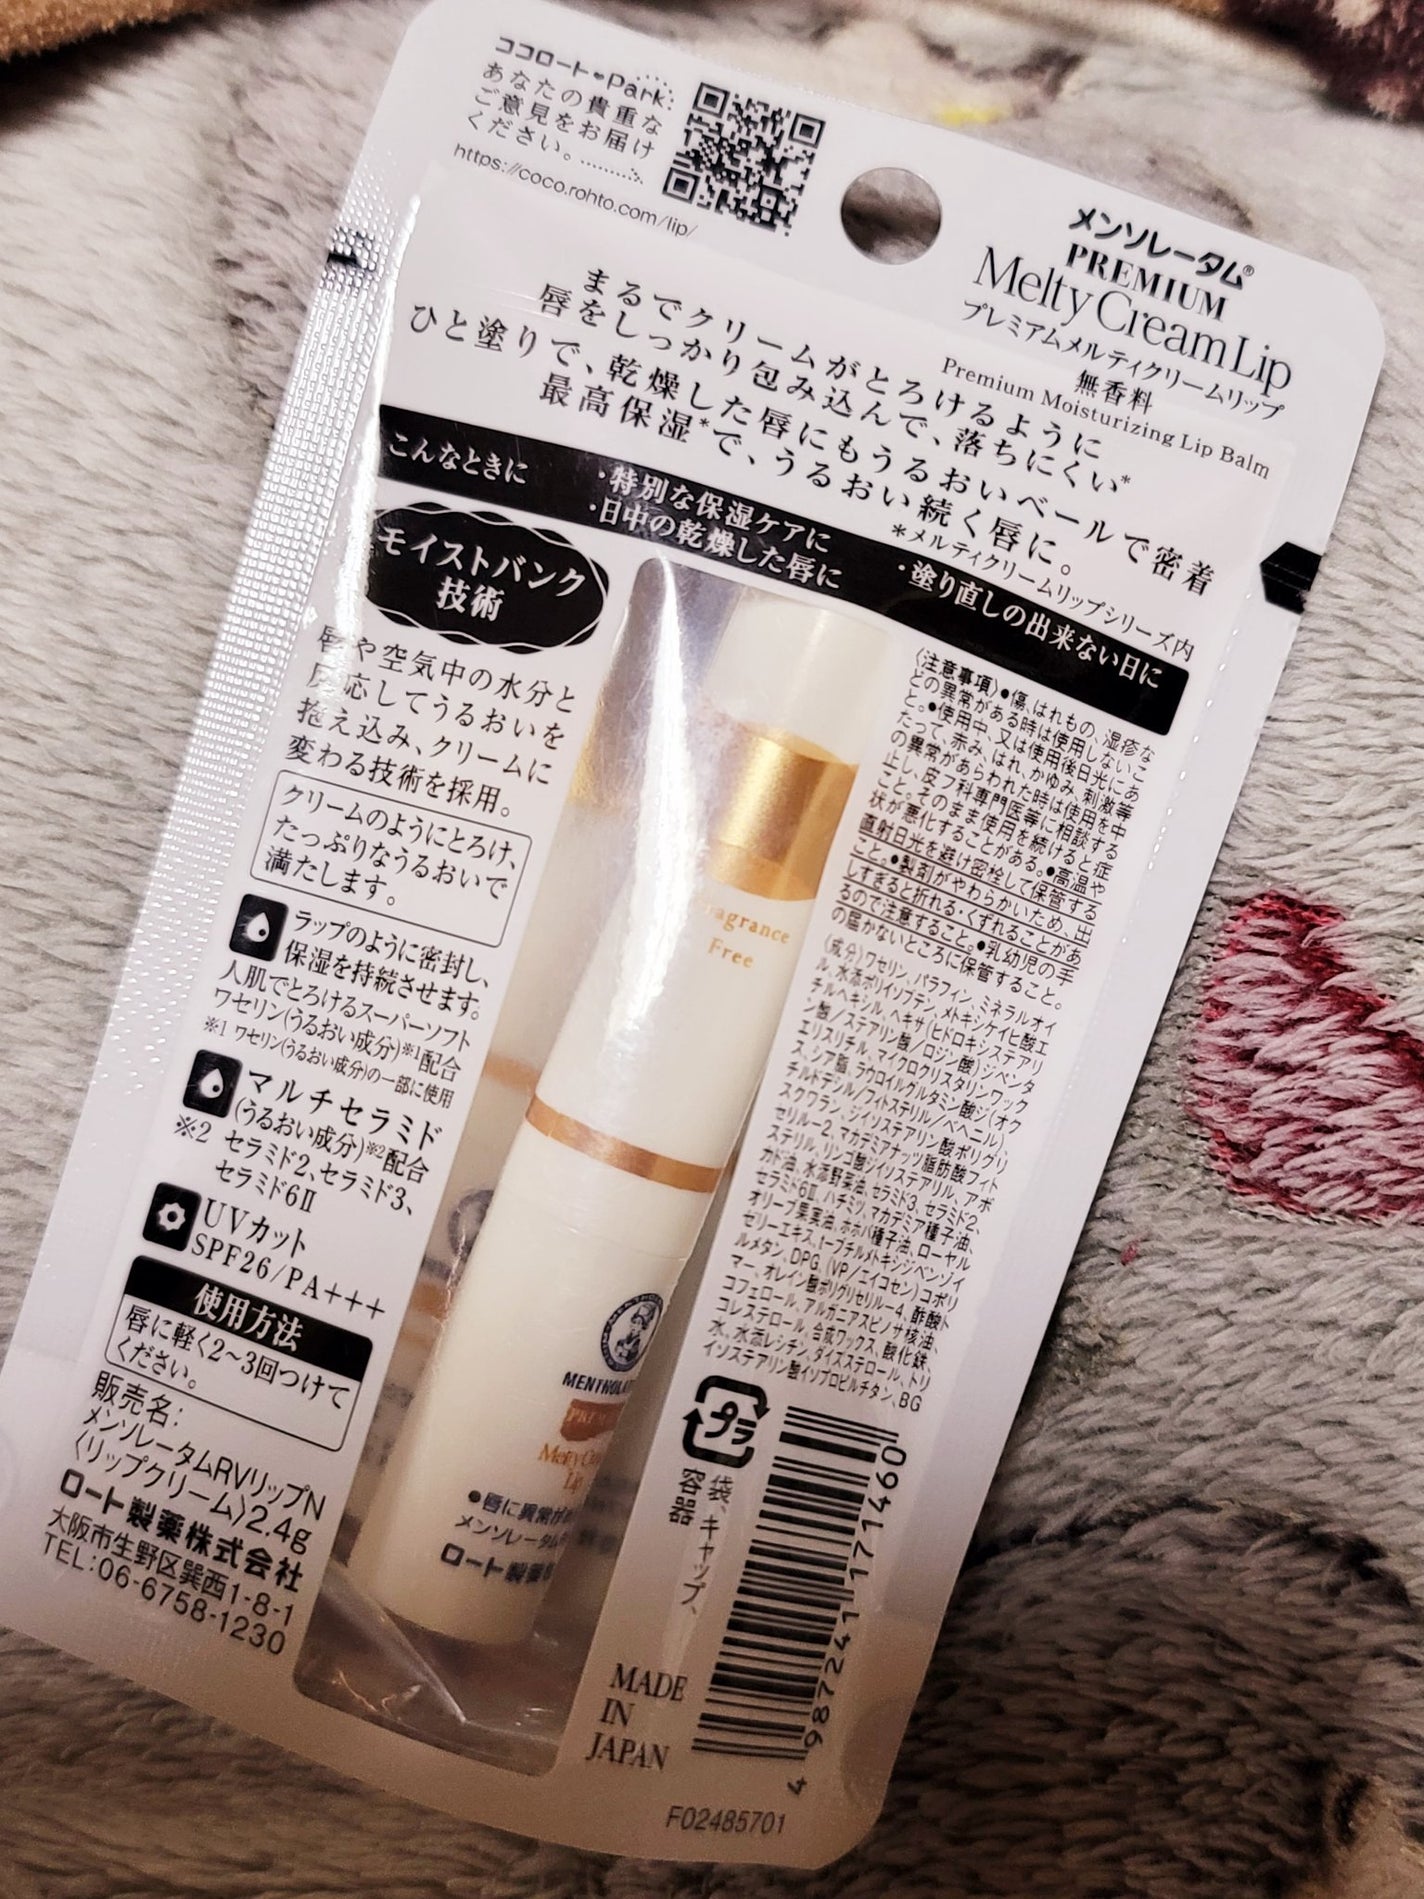 ココロート♥park
あなたの貴重な
ご意見をお届け
ください。
https://coco.rohto.com/lip/
メンソレータム®
PREMIUM
Melty Cream Lip
プレミアムメルティクリームリップ
無香料
Premium Moisturizing Lip Balm
まるでクリームがとろけるように
唇をしっかり包み込んで、落ちにくい*
ひと塗りで、乾燥した唇にもうるおいベールで密着
最高保湿*で、うるおい続く唇に。
*メルティクリームリップシリーズ内
こんなときに
・特別な保湿ケアに
・日中の乾燥した唇に
・塗り直しの出来ない日に
モイストバンク
技術
唇や空気中の水分と
反応してうるおいを
抱え込み、クリームに
変わる技術を採用。
クリームのようにとろけ、
たっぷりなうるおいで
満たします。
ラップのように密封し、
保湿を持続させます。
人肌でとろけるスーパーソフト
ワセリン(うるおい成分)※1配合
※1 ワセリン(うるおい成分)の一部に使用
マルチセラミド
(うるおい成分)※2配合
※2 セラミド2、セラミド3、
セラミド6Ⅱ
UVカット
SPF26/PA+++
使用方法
唇に軽く2~3回つけて
ください。
販売名:
メンソレータムRVリップN
〈リップクリーム〉2.4g
ロート製薬株式会社
大阪市生野区巽西1-8-1
TEL:06-6758-1230
〈注意事項〉●傷、はれもの、湿疹な
どの異常がある時は使用しないこ
と。●使用中、又は使用後日光にあ
たって、赤み、はれ、かゆみ、刺激等
の異常があらわれた時は使用を中
止し、皮フ科専門医等に相談する
こと。そのまま使用を続けると症
状が悪化することがある。●高温や
直射日光を避け密栓して保管する
こと。●製剤がやわらかいため、出
しすぎると折れる・くずれることがあ
るので注意すること。●乳幼児の手
の届かないところに保管すること。
(成分)ワセリン、パラフィン、ミネラルオイ
ル、水添ポリイソブテン、メトキシケイヒ酸エ
チルヘキシル、ヘキサ(ヒドロキシステアリ
ン酸/ステアリン酸/ロジン酸)ジペンタ
エリスリチル、マイクロクリスタリンワック
ス、シア脂、ラウロイルグルタミン酸ジ(オク
チルドデシル/フィトステリル/ベヘニル)、
スクワラン、ジイソステアリン酸ポリグリ
セリル-2、マカデミアナッツ脂肪酸フィト
ステリル、リンゴ酸ジイソステアリル、アボ
カド油、水添野菜油、セラミド3、セラミド2、
セラミド6Ⅱ、ハチミツ、マカデミア種子油、
オリーブ果実油、ホホバ種子油、ローヤル
ゼリーエキス、t-ブチルメトキシジベンゾイ
ルメタン、DPG、(VP/エイコセン)コポリ
マー、オレイン酸ポリグリセリル-4、酢酸ト
コフェロール、アルガニアスピノサ核油、
コレステロール、合成ワックス、酸化鉄、
水、水添レシチン、ダイズステロール、トリ
イソステアリン酸イソプロピルチタン、BG
Fragrance
Free
PREM
Lip
●唇に異常が
メンソレータム
ロート製薬
プラ
袋、キャップ、
容器
4 987241 171460
MADE
IN
JAPAN
F02485701